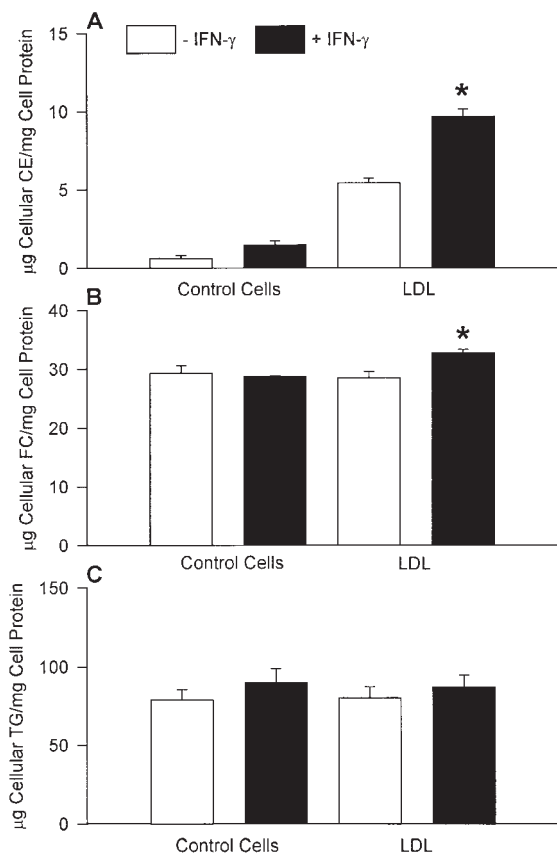 A
- IFN-γ
+ IFN-γ
µg Cellular CE/mg Cell Protein
15
10
5
0
*
Control Cells
LDL
B
µg Cellular FC/mg Cell Protein
40
30
20
10
0
*
Control Cells
LDL
C
µg Cellular TG/mg Cell Protein
150
100
50
0
Control Cells
LDL